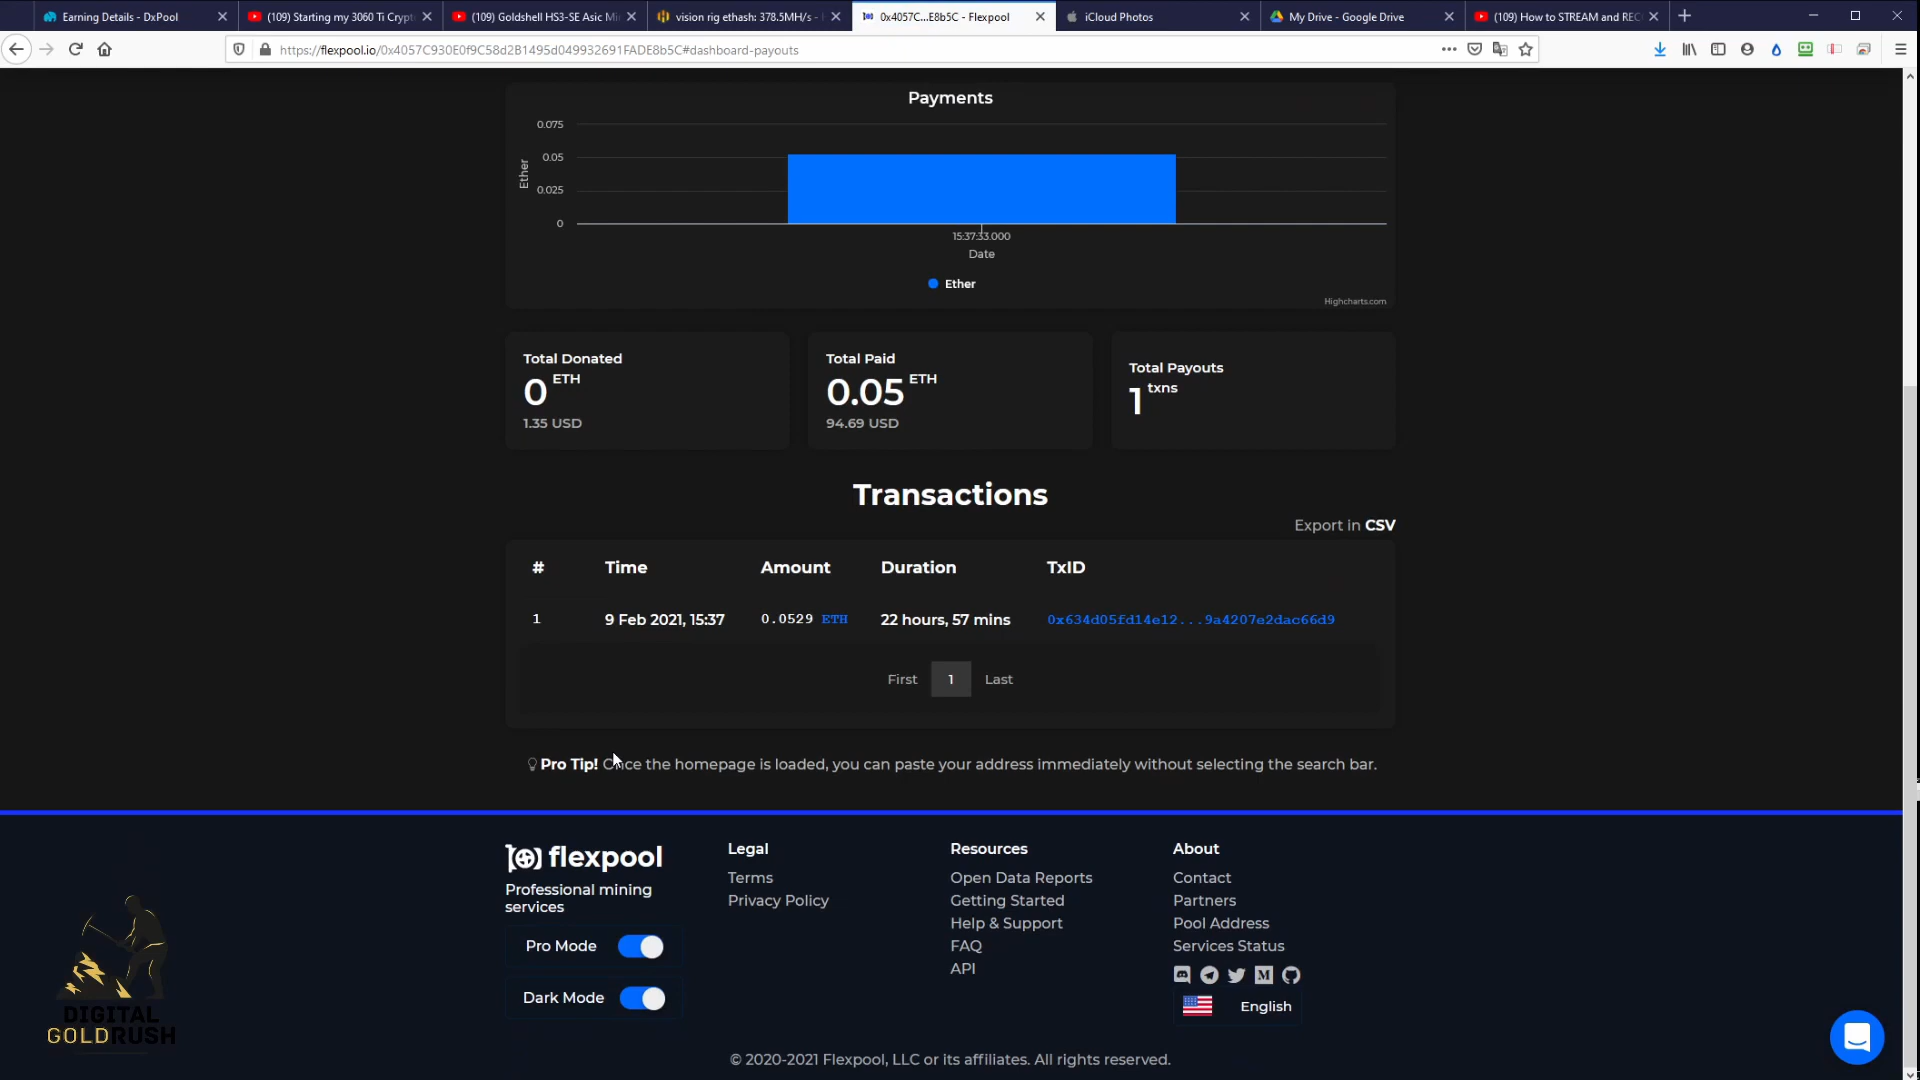 Earning Details - DxPool
(109) Starting my 3060 Ti Crypt
(109) Goldshell HS3-SE Asic Mi
vision rig ethash: 378.5MH/s -
0x4057C...E8b5C - Flexpool
iCloud Photos
My Drive - Google Drive
(109) How to STREAM and REC
https://flexpool.io/0x4057C930E0f9C58d2B1495d049932691FADE8b5C#dashboard-payouts
Payments
0.075
0.05
0.025
0
Ether
15:37:33.000
Date
Ether
Highcharts.com
Total Donated
0 ETH
1.35 USD
Total Paid
0.05 ETH
94.69 USD
Total Payouts
1 txns
Transactions
Export in CSV
# Time Amount Duration TxID
1 9 Feb 2021, 15:37 0.0529 ETH 22 hours, 57 mins 0x634d05fd14e12...9a4207e2dac66d9
First 1 Last
Pro Tip! Once the homepage is loaded, you can paste your address immediately without selecting the search bar.
flexpool
Professional mining
services
Pro Mode
Dark Mode
Legal
Terms
Privacy Policy
Resources
Open Data Reports
Getting Started
Help & Support
FAQ
API
About
Contact
Partners
Pool Address
Services Status
English
DIGITAL
GOLDRUSH
© 2020-2021 Flexpool, LLC or its affiliates. All rights reserved.